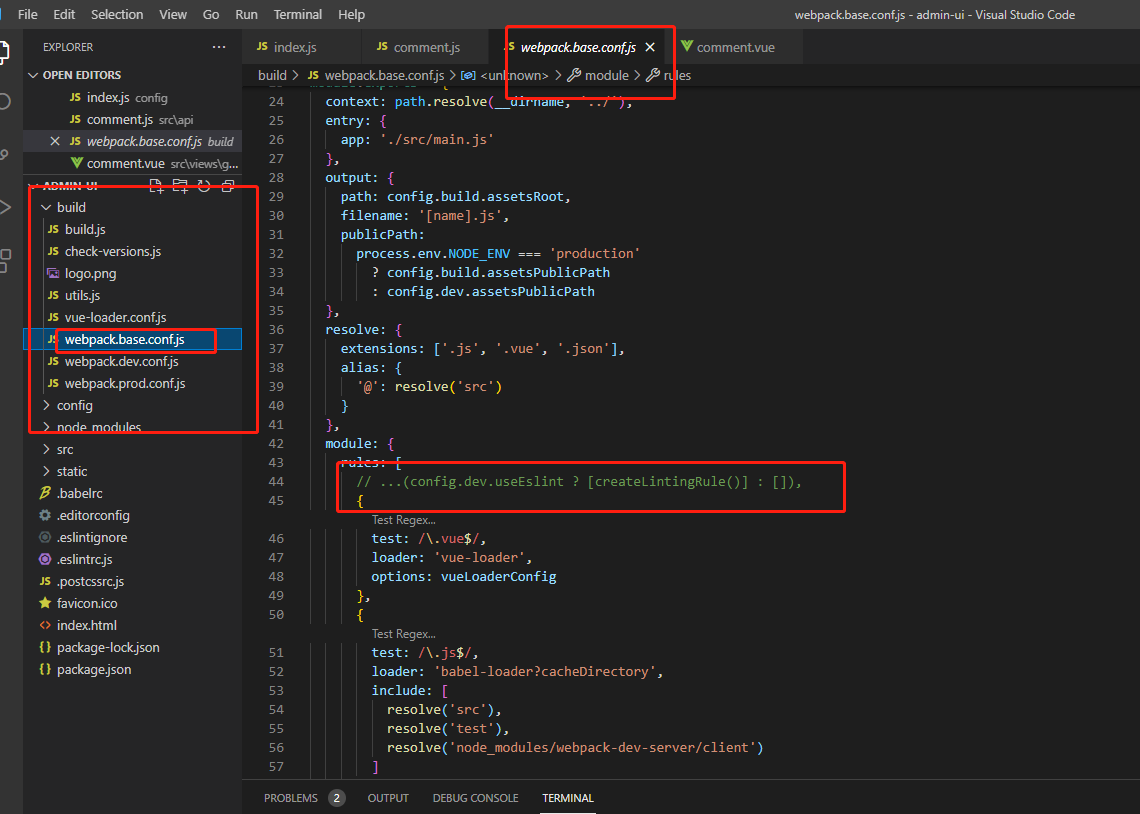 File Edit Selection View Go Run Terminal Help
webpack.base.conf.js - admin-ui - Visual Studio Code
EXPLORER
OPEN EDITORS
JS index.js config
JS comment.js src\api
JS webpack.base.conf.js build
comment.vue src\views\g...
ADMIN-UI
build
JS build.js
JS check-versions.js
logo.png
JS utils.js
JS vue-loader.conf.js
JS webpack.base.conf.js
JS webpack.dev.conf.js
JS webpack.prod.conf.js
config
node_modules
src
static
.babelrc
.editorconfig
.eslintignore
.eslintrc.js
JS .postcssrc.js
favicon.ico
index.html
{} package-lock.json
{} package.json
JS index.js
JS comment.js
JS webpack.base.conf.js
comment.vue
build > JS webpack.base.conf.js > <unknown> > module > rules
24 context: path.resolve(__dirname, '../'),
25 entry: {
26 app: './src/main.js'
27 },
28 output: {
29 path: config.build.assetsRoot,
30 filename: '[name].js',
31 publicPath:
32 process.env.NODE_ENV === 'production'
33 ? config.build.assetsPublicPath
34 : config.dev.assetsPublicPath
35 },
36 resolve: {
37 extensions: ['.js', '.vue', '.json'],
38 alias: {
39 '@': resolve('src')
40 }
41 },
42 module: {
43 rules: [
44 // ...(config.dev.useEslint ? [createLintingRule()] : []),
45 {
Test Regex...
46 test: /\.vue$/,
47 loader: 'vue-loader',
48 options: vueLoaderConfig
49 },
50 {
Test Regex...
51 test: /\.js$/,
52 loader: 'babel-loader?cacheDirectory',
53 include: [
54 resolve('src'),
55 resolve('test'),
56 resolve('node_modules/webpack-dev-server/client')
57 ]
PROBLEMS 2 OUTPUT DEBUG CONSOLE TERMINAL